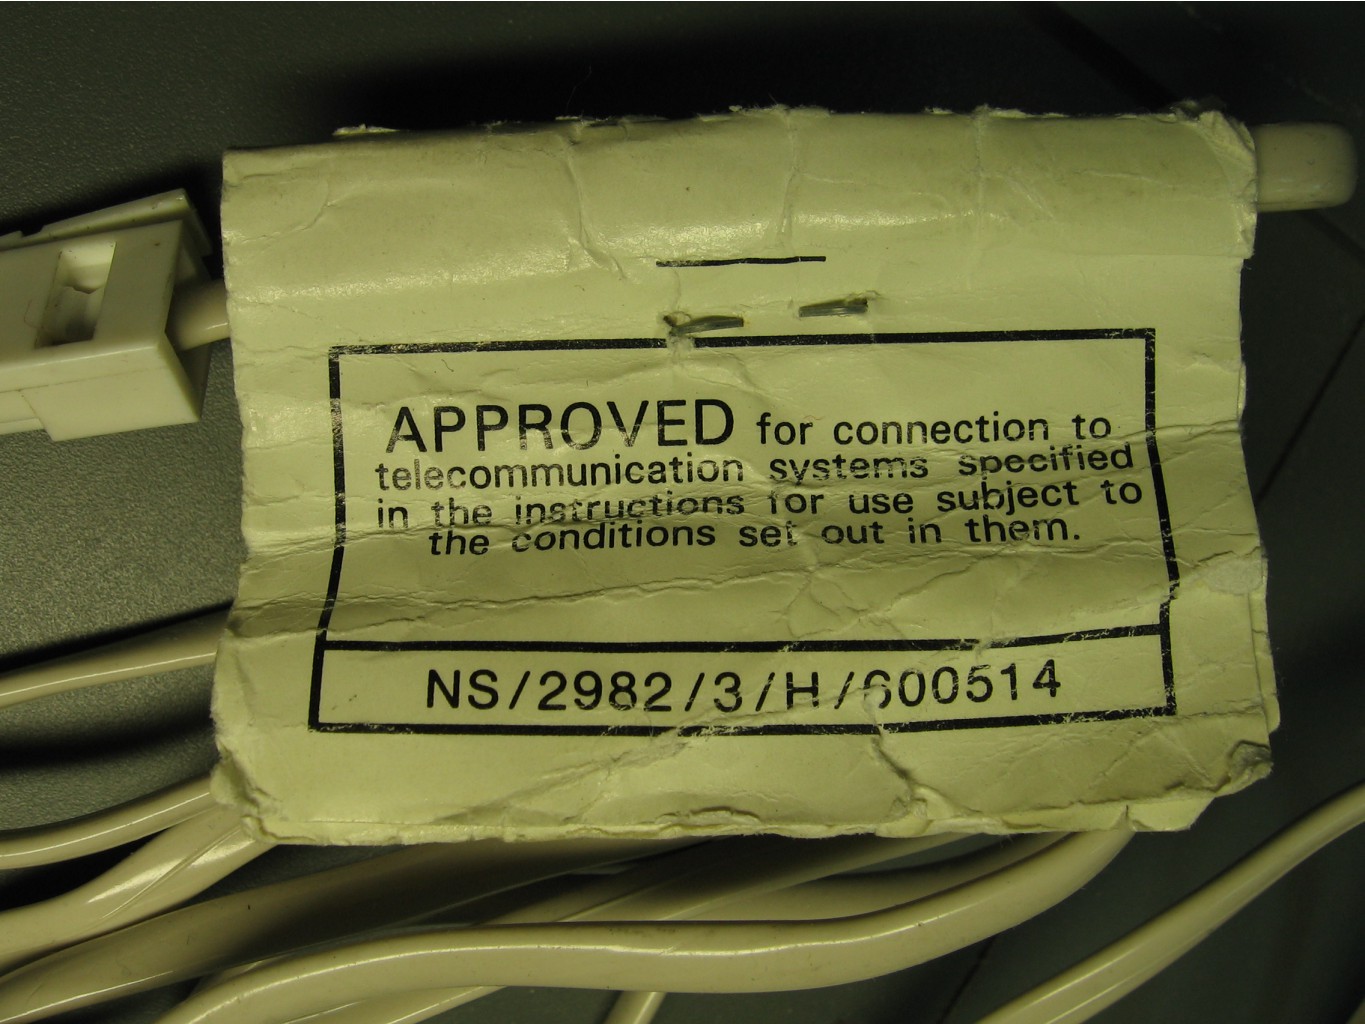 APPROVED for connection to
telecommunication systems specified
in the instructions for use subject to
the conditions set out in them.
NS/2982/3/H/600514